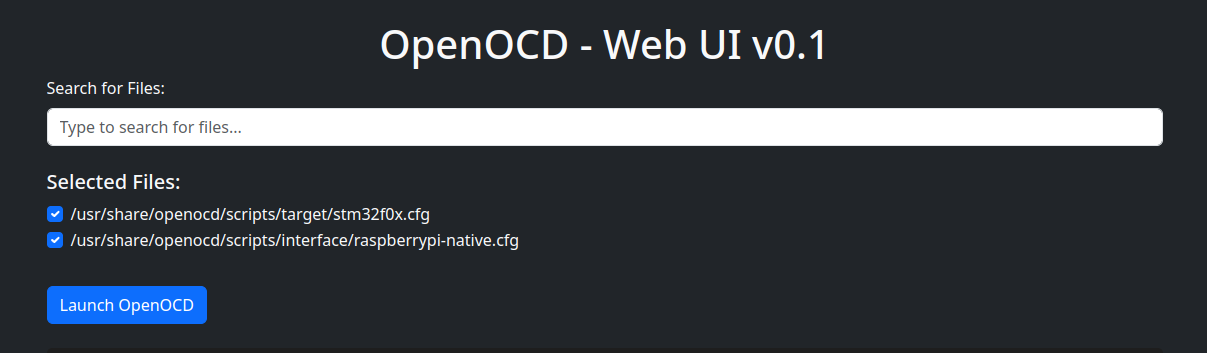 OpenOCD - Web UI v0.1
Search for Files:
Type to search for files...
Selected Files:
/usr/share/openocd/scripts/target/stm32f0x.cfg
/usr/share/openocd/scripts/interface/raspberrypi-native.cfg
Launch OpenOCD